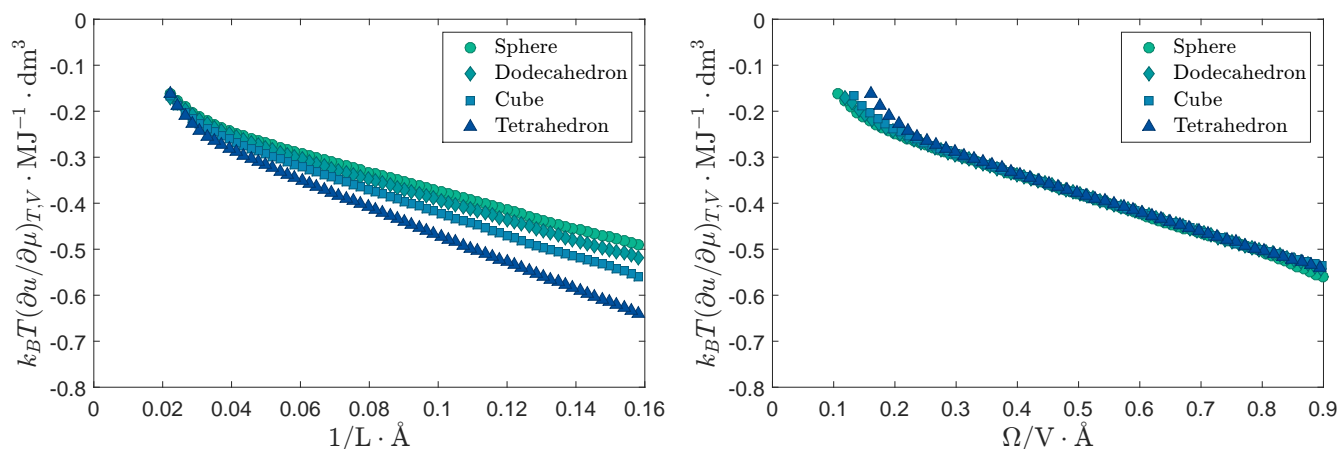 k_B T(∂u/∂μ)_{T,V} · MJ⁻¹ · dm³
0
-0.1
-0.2
-0.3
-0.4
-0.5
-0.6
-0.7
-0.8
Sphere
Dodecahedron
Cube
Tetrahedron
0 0.02 0.04 0.06 0.08 0.1 0.12 0.14 0.16
1/L · Å
k_B T(∂u/∂μ)_{T,V} · MJ⁻¹ · dm³
0
-0.1
-0.2
-0.3
-0.4
-0.5
-0.6
-0.7
-0.8
Sphere
Dodecahedron
Cube
Tetrahedron
0 0.1 0.2 0.3 0.4 0.5 0.6 0.7 0.8 0.9
Ω/V · Å